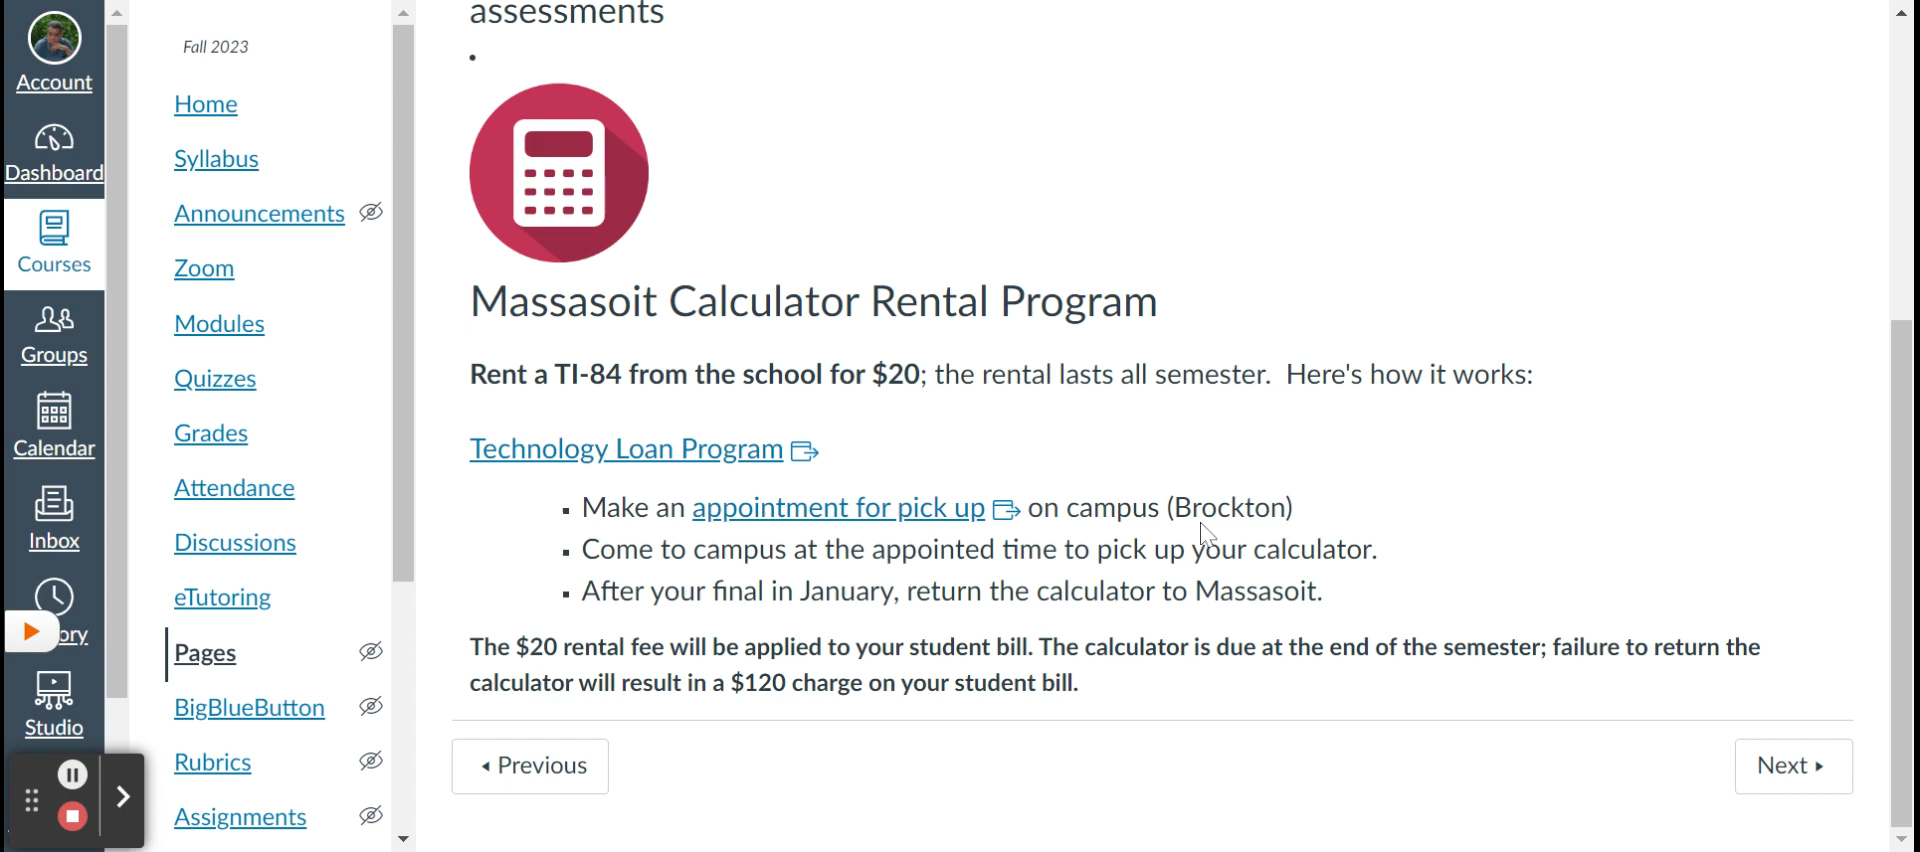 Account
Dashboard
Courses
Groups
Calendar
Inbox
ory
Studio
Fall 2023
Home
Syllabus
Announcements
Zoom
Modules
Quizzes
Grades
Attendance
Discussions
eTutoring
Pages
BigBlueButton
Rubrics
Assignments
assessments
Massasoit Calculator Rental Program
Rent a TI-84 from the school for $20; the rental lasts all semester. Here's how it works:
Technology Loan Program
Make an appointment for pick up on campus (Brockton)
Come to campus at the appointed time to pick up your calculator.
After your final in January, return the calculator to Massasoit.
The $20 rental fee will be applied to your student bill. The calculator is due at the end of the semester; failure to return the
calculator will result in a $120 charge on your student bill.
Previous
Next